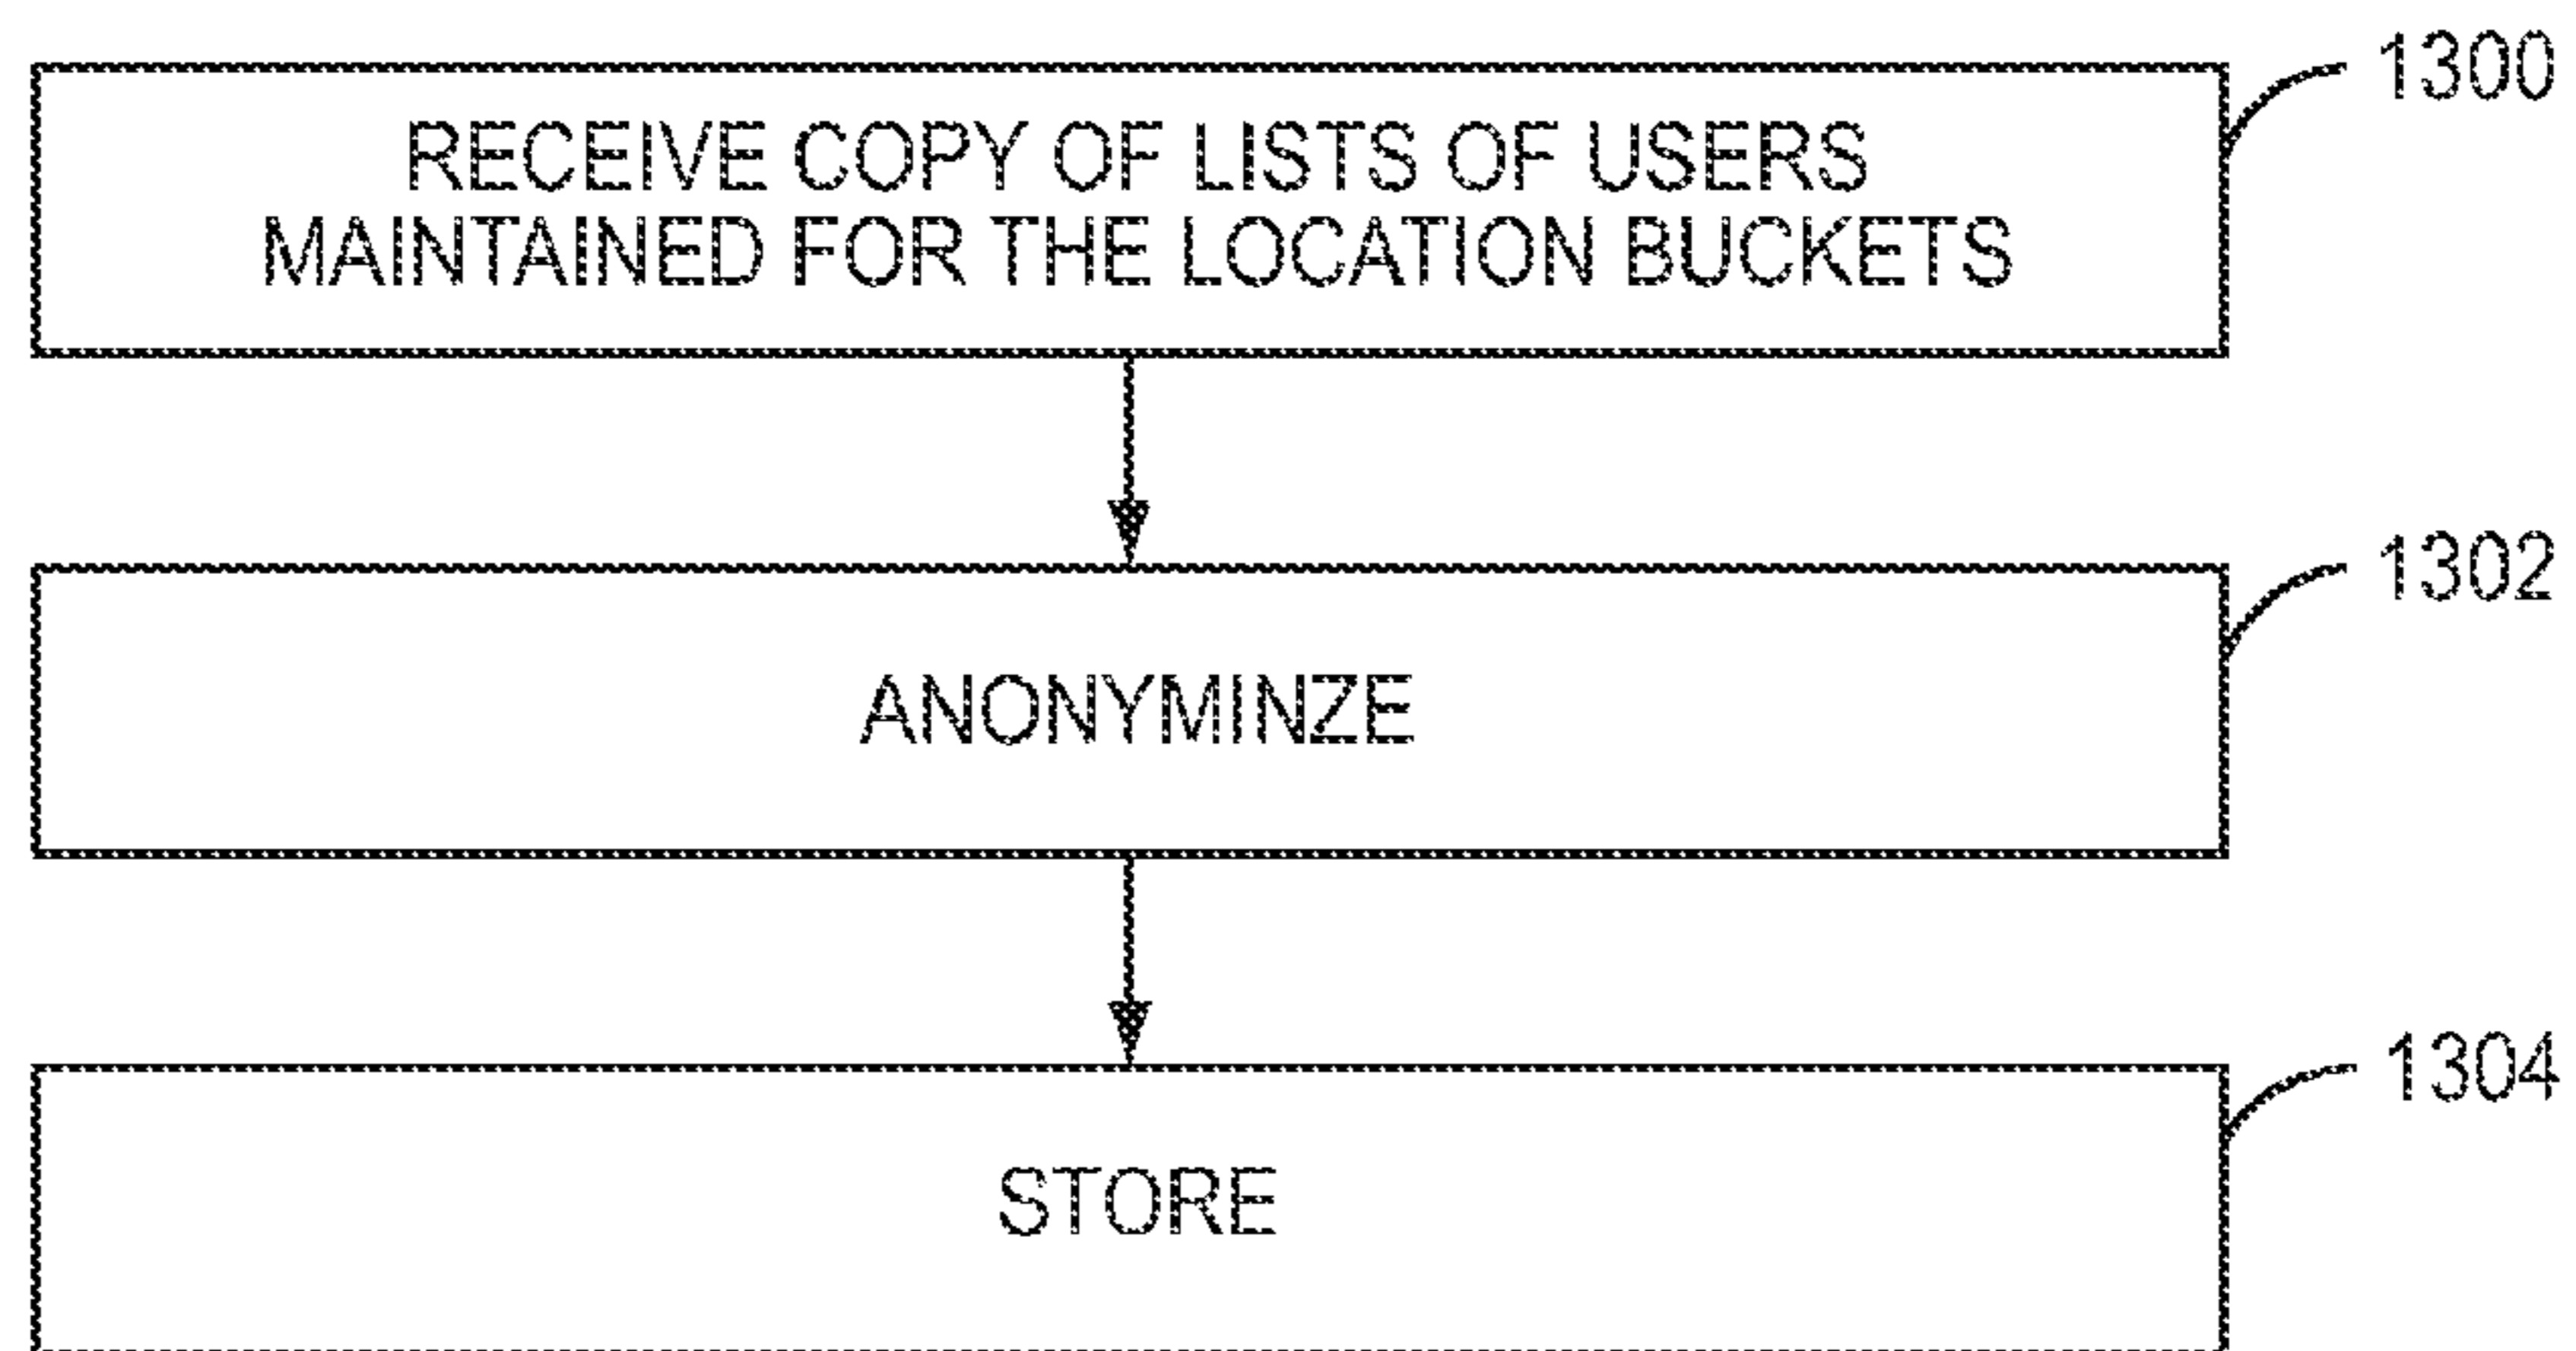 1300
RECEIVE COPY OF LISTS OF USERS
MAINTAINED FOR THE LOCATION BUCKETS
1302
ANONYMINZE
1304
STORE